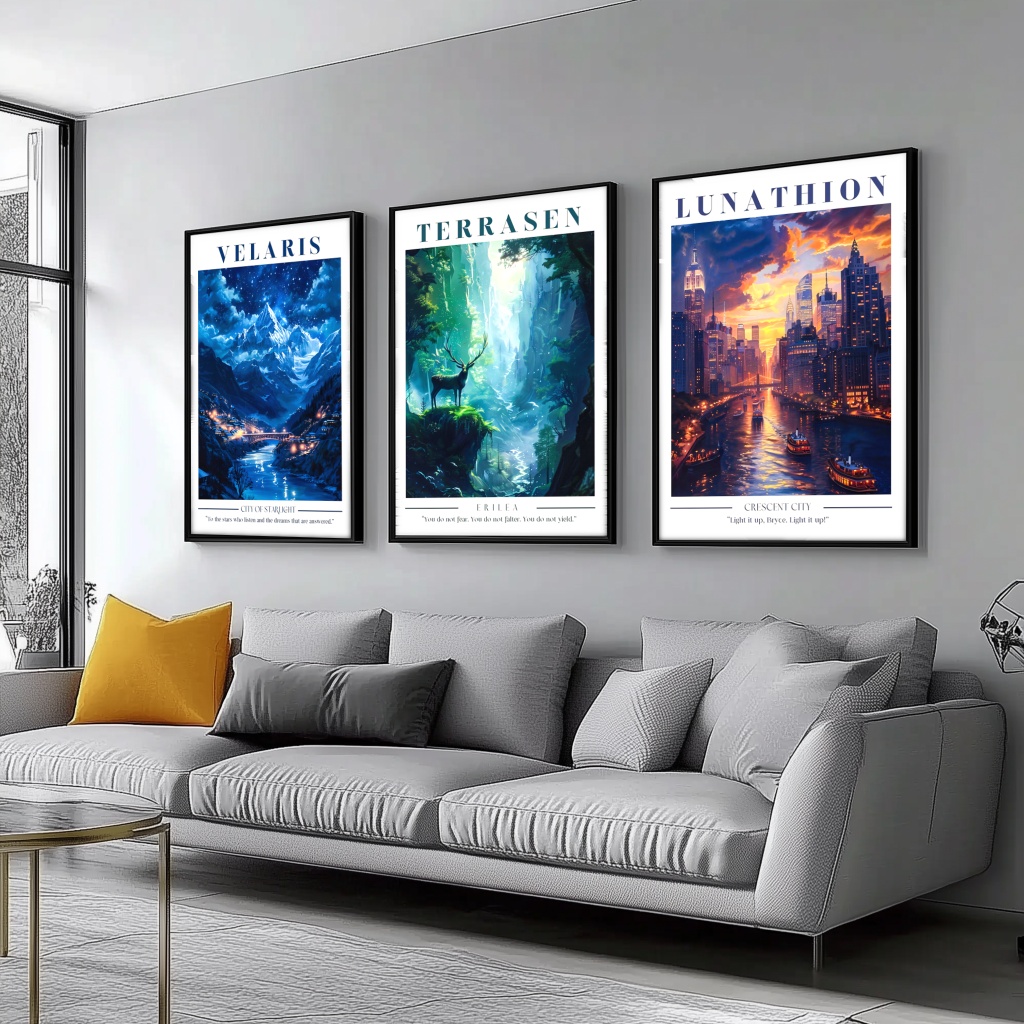 VELARIS
CITY OF STARLIGHT
"To the stars who listen and the dreams that are answered."
TERRASEN
ERILEA
"You do not fear. You do not falter. You do not yield."
LUNATHION
CRESCENT CITY
"Light it up, Bryce. Light it up!"